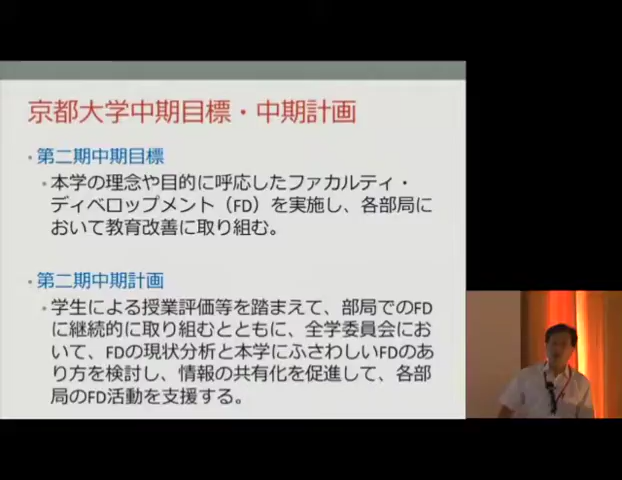 京都大学中期目標・中期計画
・第二期中期目標
・本学の理念や目的に呼応したファカルティ・
ディベロップメント（FD）を実施し、各部局に
おいて教育改善に取り組む。
・第二期中期計画
・学生による授業評価等を踏まえて、部局でのFD
に継続的に取り組むとともに、全学委員会にお
いて、FDの現状分析と本学にふさわしいFDのあ
り方を検討し、情報の共有化を促進して、各部
局のFD活動を支援する。